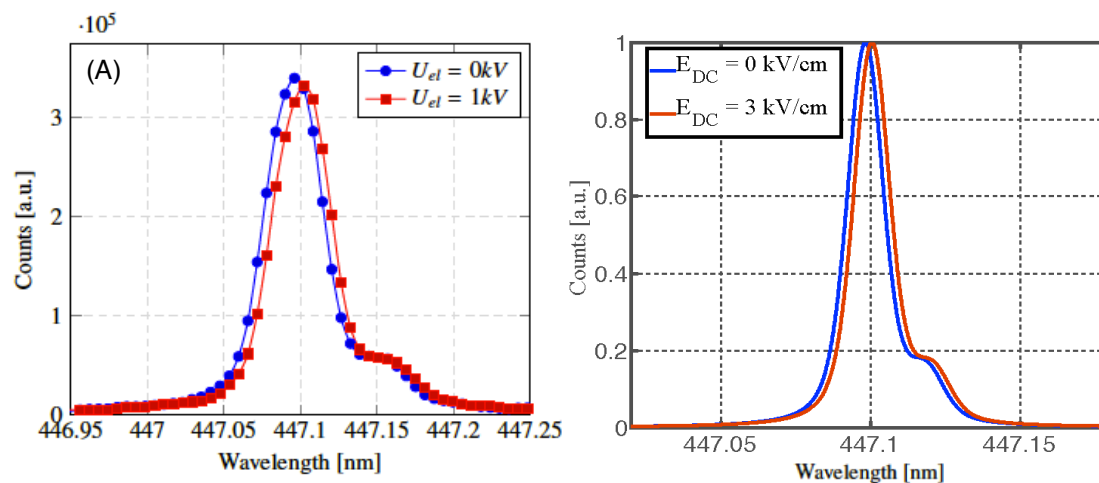 ·10⁵
(A)
U_el = 0kV
U_el = 1kV
3
2
1
0
Counts [a.u.]
446.95 447 447.05 447.1 447.15 447.2 447.25
Wavelength [nm]
E_DC = 0 kV/cm
E_DC = 3 kV/cm
1
0.8
0.6
0.4
0.2
0
Counts [a.u.]
447.05 447.1 447.15
Wavelength [nm]